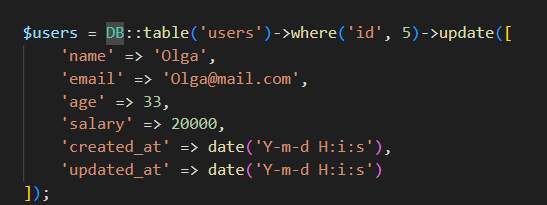 $users = DB::table('users')->where('id', 5)->update([
'name' => 'Olga',
'email' => 'Olga@mail.com',
'age' => 33,
'salary' => 20000,
'created_at' => date('Y-m-d H:i:s'),
'updated_at' => date('Y-m-d H:i:s')
]);